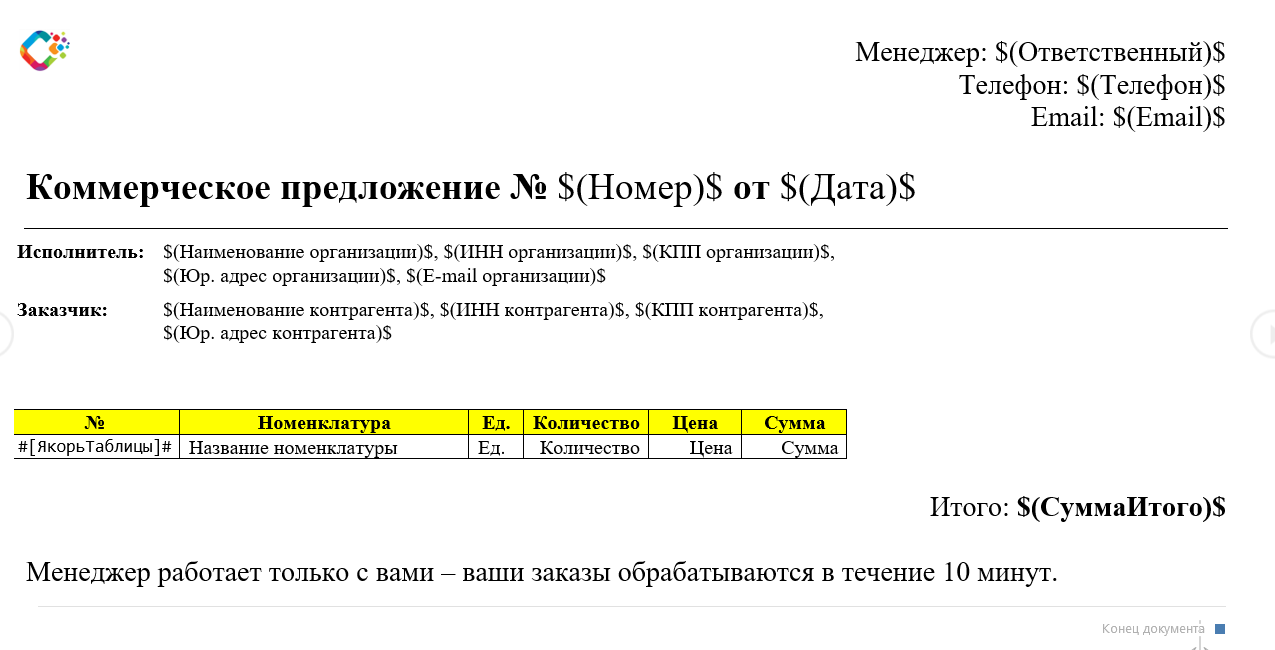 Менеджер: $(Ответственный)$
Телефон: $(Телефон)$
Email: $(Email)$
Коммерческое предложение № $(Номер)$ от $(Дата)$
Исполнитель: $(Наименование организации)$, $(ИНН организации)$, $(КПП организации)$,
$(Юр. адрес организации)$, $(E-mail организации)$
Заказчик: $(Наименование контрагента)$, $(ИНН контрагента)$, $(КПП контрагента)$,
$(Юр. адрес контрагента)$
№ Номенклатура Ед. Количество Цена Сумма
#[ЯкорьТаблицы]# Название номенклатуры Ед. Количество Цена Сумма
Итого: $(СуммаИтого)$
Менеджер работает только с вами – ваши заказы обрабатываются в течение 10 минут.
Конец документа